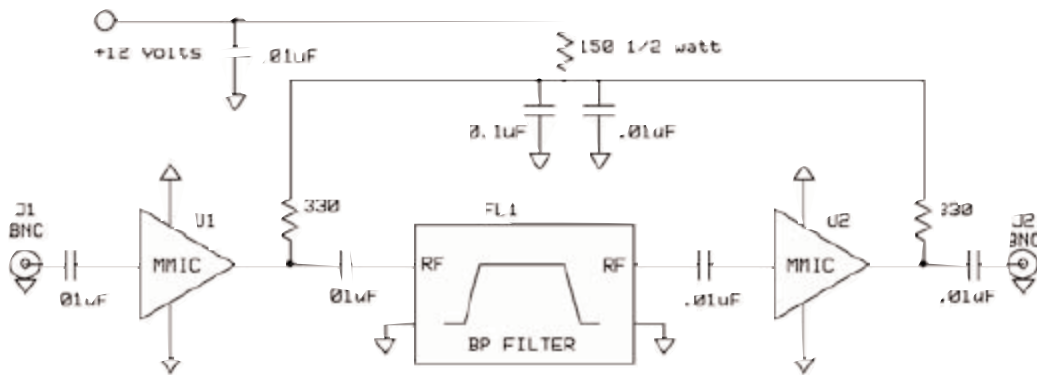 +12 volts
.01uF
150 1/2 watt
0.1uF
.01uF
J1
BNC
U1
330
FL1
U2
330
J2
BNC
MMIC
RF
RF
MMIC
01uF
01uF
.01uF
.01uF
BP FILTER